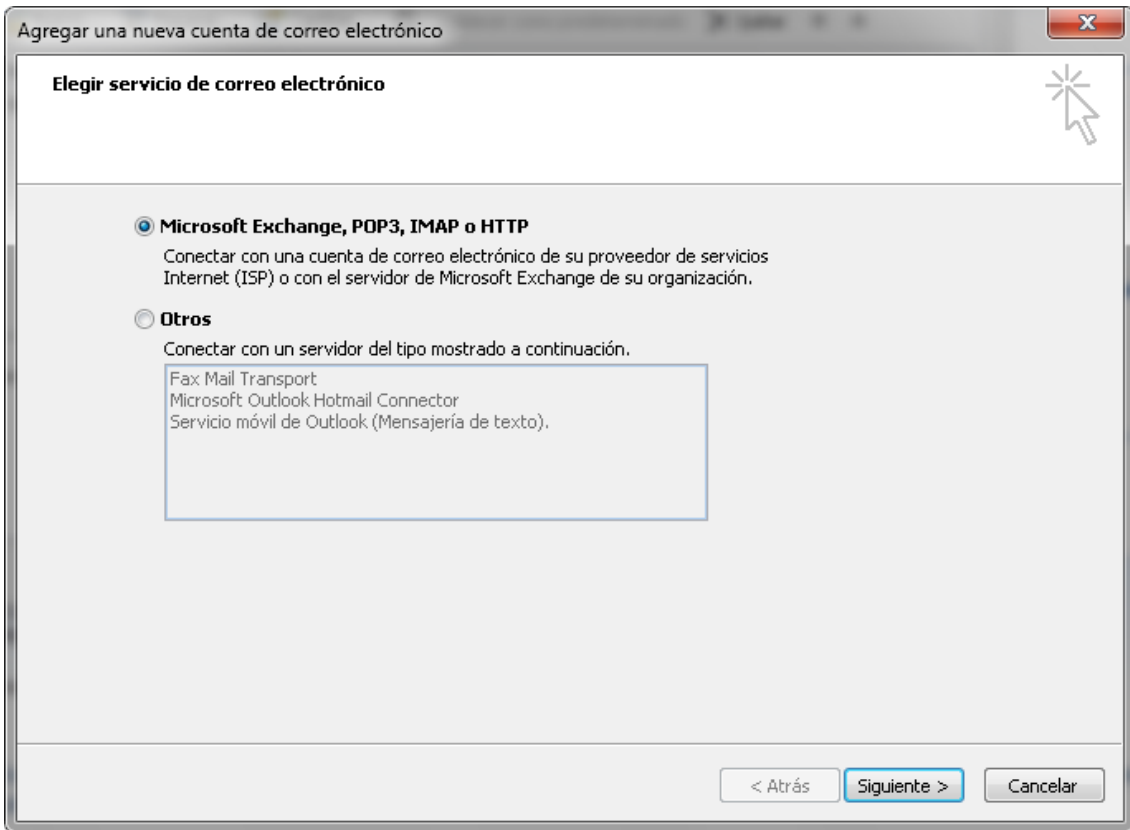 Agregar una nueva cuenta de correo electrónico
Elegir servicio de correo electrónico
Microsoft Exchange, POP3, IMAP o HTTP
Conectar con una cuenta de correo electrónico de su proveedor de servicios
Internet (ISP) o con el servidor de Microsoft Exchange de su organización.
Otros
Conectar con un servidor del tipo mostrado a continuación.
Fax Mail Transport
Microsoft Outlook Hotmail Connector
Servicio móvil de Outlook (Mensajería de texto).
< Atrás
Siguiente >
Cancelar